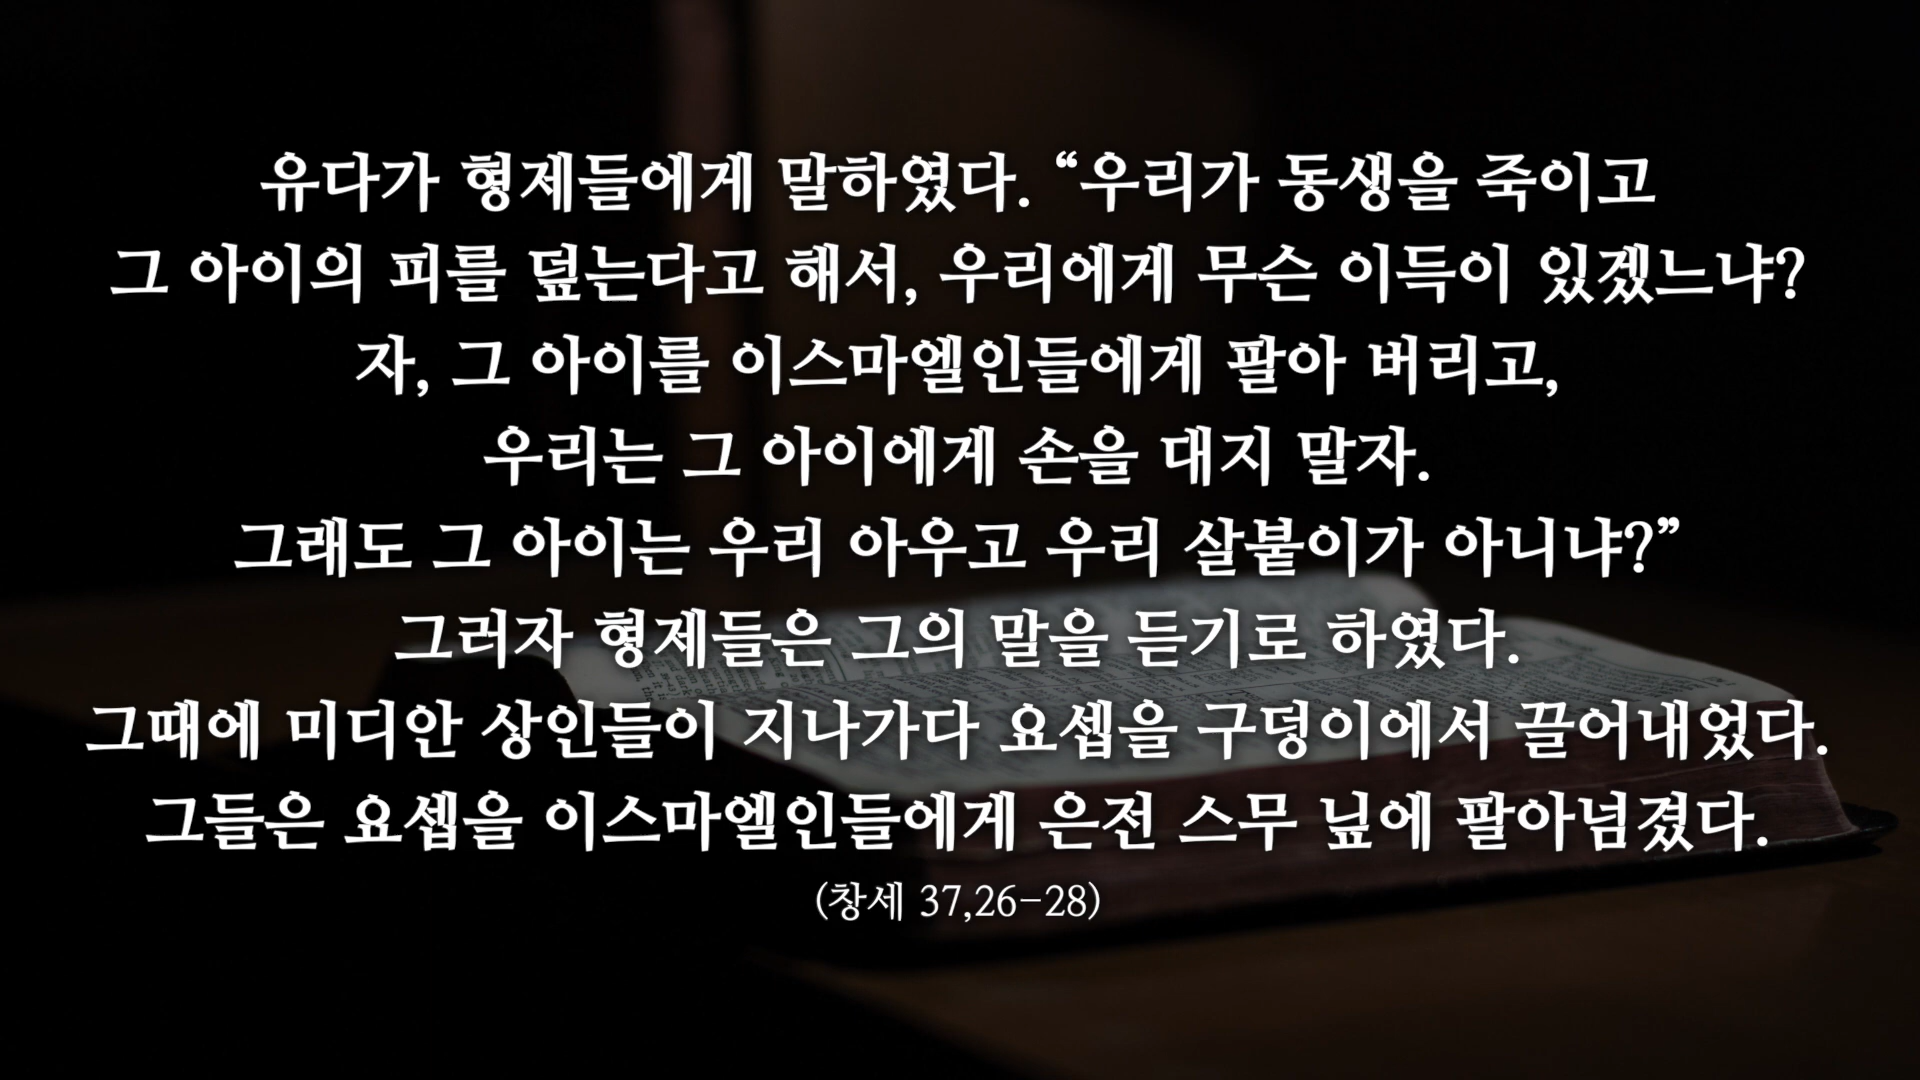 유다가 형제들에게 말하였다. “우리가 동생을 죽이고
그 아이의 피를 덮는다고 해서, 우리에게 무슨 이득이 있겠느냐?
자, 그 아이를 이스마엘인들에게 팔아 버리고,
우리는 그 아이에게 손을 대지 말자.
그래도 그 아이는 우리 아우고 우리 살붙이가 아니냐?”
그러자 형제들은 그의 말을 듣기로 하였다.
그때에 미디안 상인들이 지나가다 요셉을 구덩이에서 끌어내었다.
그들은 요셉을 이스마엘인들에게 은전 스무 닢에 팔아넘겼다.
(창세 37,26-28)